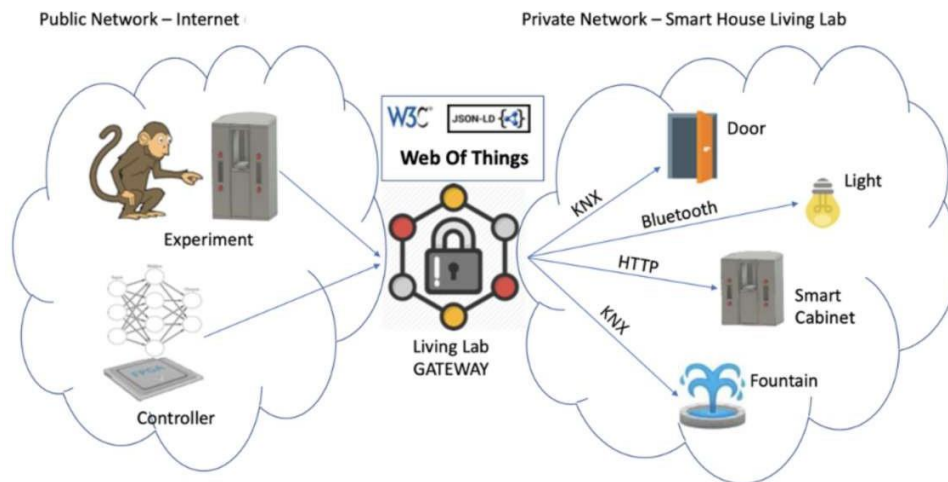 Public Network – Internet
Private Network – Smart House Living Lab
W3C
JSON-LD
Web Of Things
Experiment
Controller
FPGA
Living Lab
GATEWAY
KNX
Bluetooth
HTTP
KNX
Door
Light
Smart
Cabinet
Fountain